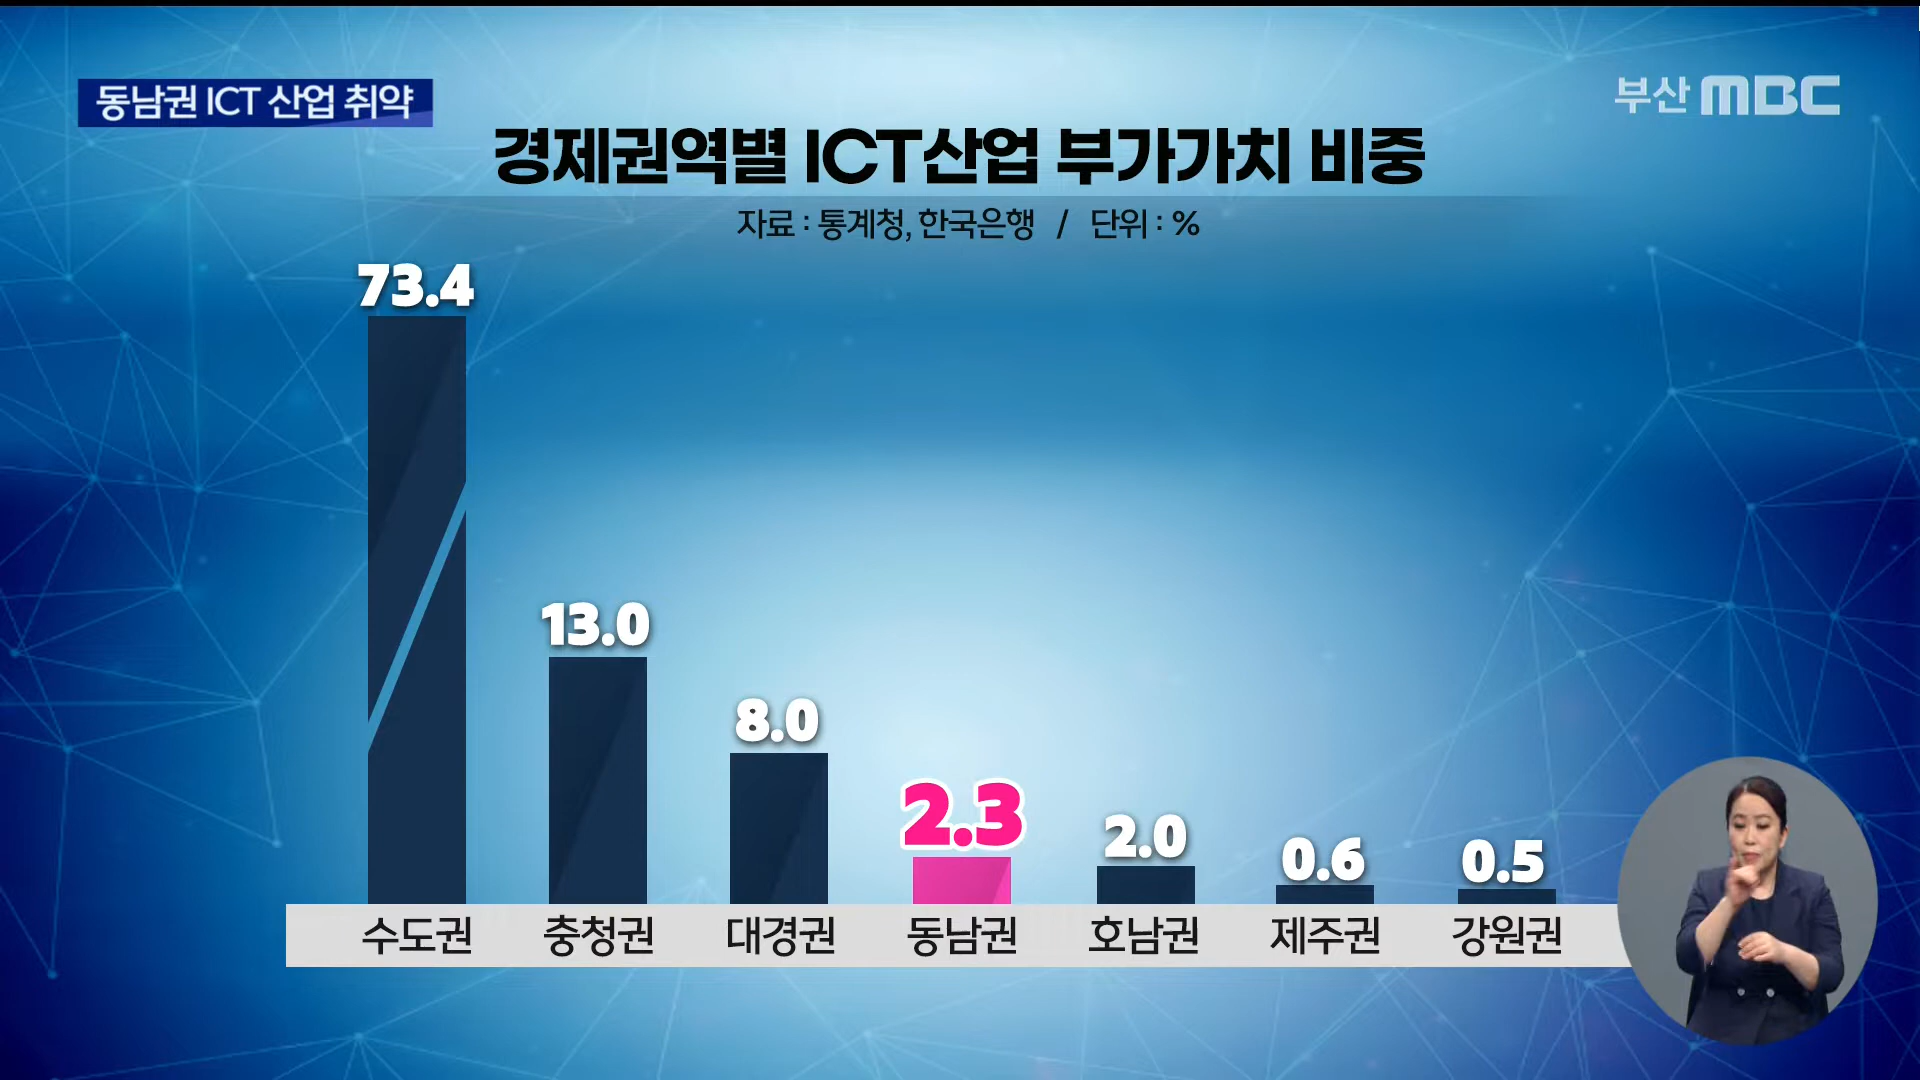 동남권 ICT 산업 취약
부산 MBC
경제권역별 ICT산업 부가가치 비중
자료 : 통계청, 한국은행 / 단위 : %
73.4
13.0
8.0
2.3
2.0
0.6
0.5
수도권 충청권 대경권 동남권 호남권 제주권 강원권